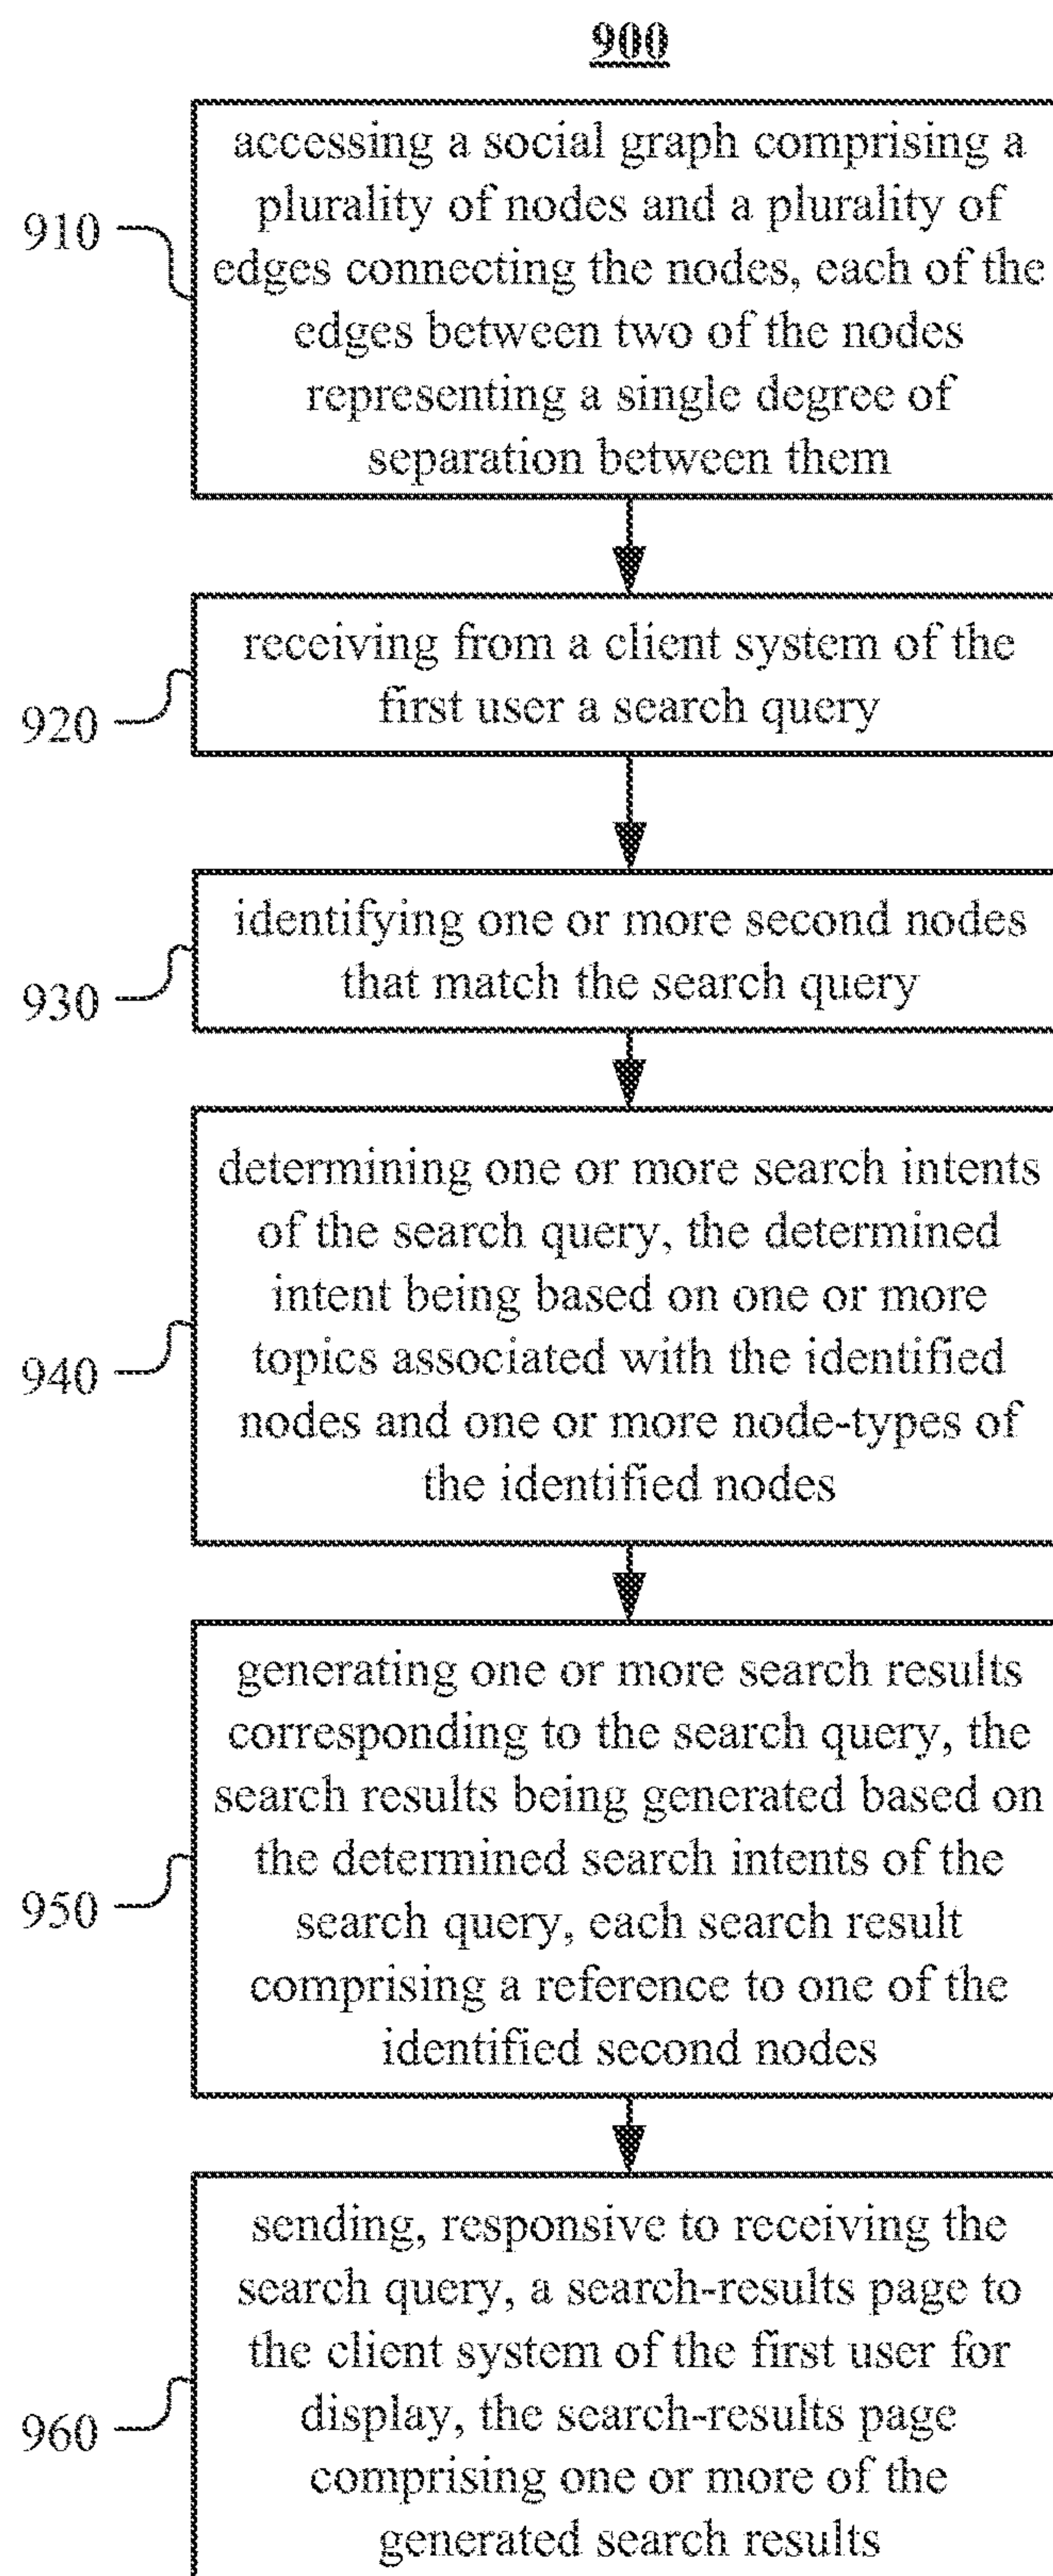 900
910
accessing a social graph comprising a
plurality of nodes and a plurality of
edges connecting the nodes, each of the
edges between two of the nodes
representing a single degree of
separation between them
920
receiving from a client system of the
first user a search query
930
identifying one or more second nodes
that match the search query
940
determining one or more search intents
of the search query, the determined
intent being based on one or more
topics associated with the identified
nodes and one or more node-types of
the identified nodes
950
generating one or more search results
corresponding to the search query, the
search results being generated based on
the determined search intents of the
search query, each search result
comprising a reference to one of the
identified second nodes
960
sending, responsive to receiving the
search query, a search-results page to
the client system of the first user for
display, the search-results page
comprising one or more of the
generated search results